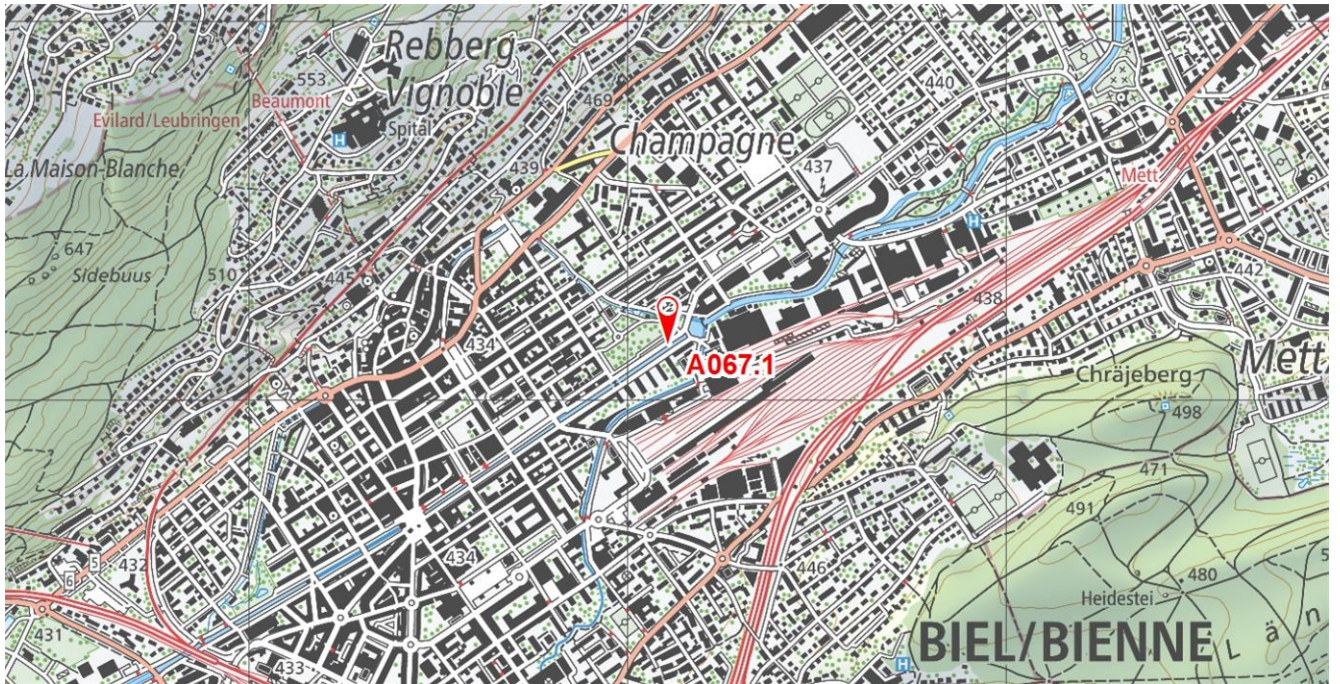 Rebberg
Vignoble
553
Beaumont
H
Spital
Evilard/Leubringen
La Maison-Blanche
469
Champagne
440
439
437
Mett
H
647
Sidebuus
510
445
442
438
434
A067.1
Mett
Chräjeberg
498
471
491
434
5
6
432
446
480
Heidestei
431
433
BIEL/BIENNE
H
L ä n